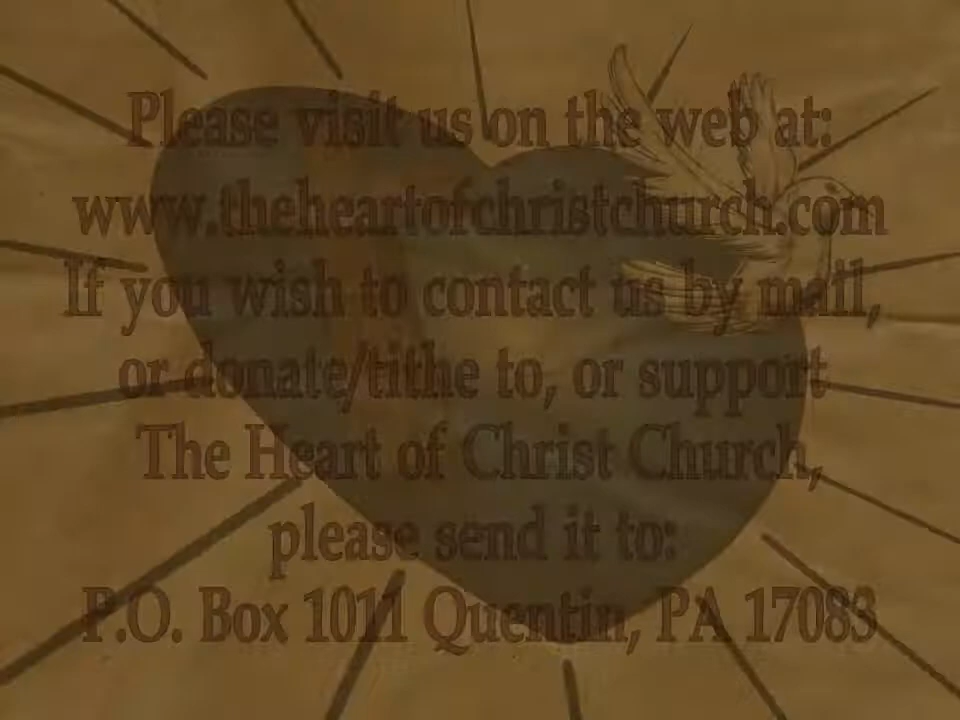 Please visit us on the web at:
www.theheartofchristchurch.com
If you wish to contact us by mail,
or donate/tithe to, or support
The Heart of Christ Church,
please send it to:
P.O. Box 1011 Quentin, PA 17083